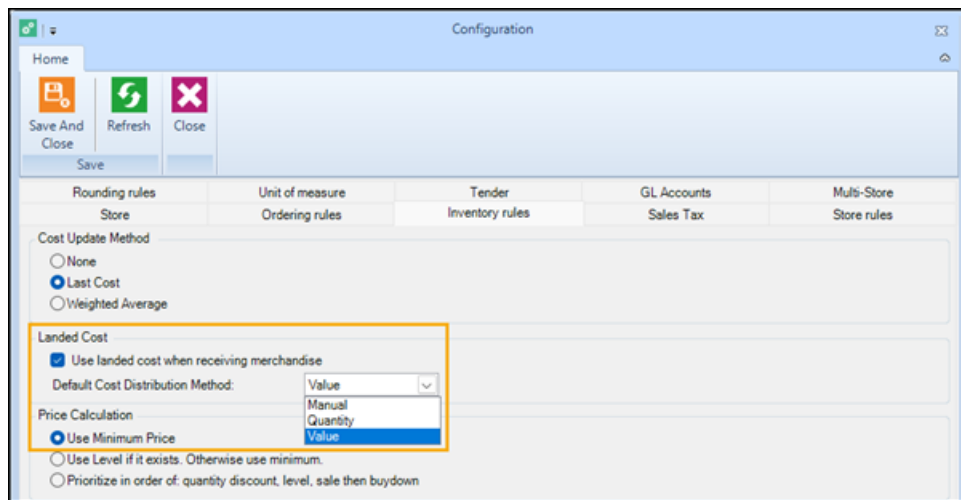 Configuration
Home
Save And Close
Refresh
Close
Save
Rounding rules Unit of measure Tender GL Accounts Multi-Store
Store Ordering rules Inventory rules Sales Tax Store rules
Cost Update Method
None
Last Cost
Weighted Average
Landed Cost
Use landed cost when receiving merchandise
Default Cost Distribution Method: Value
Manual
Quantity
Value
Price Calculation
Use Minimum Price
Use Level if it exists. Otherwise use minimum.
Prioritize in order of: quantity discount, level, sale then buydown